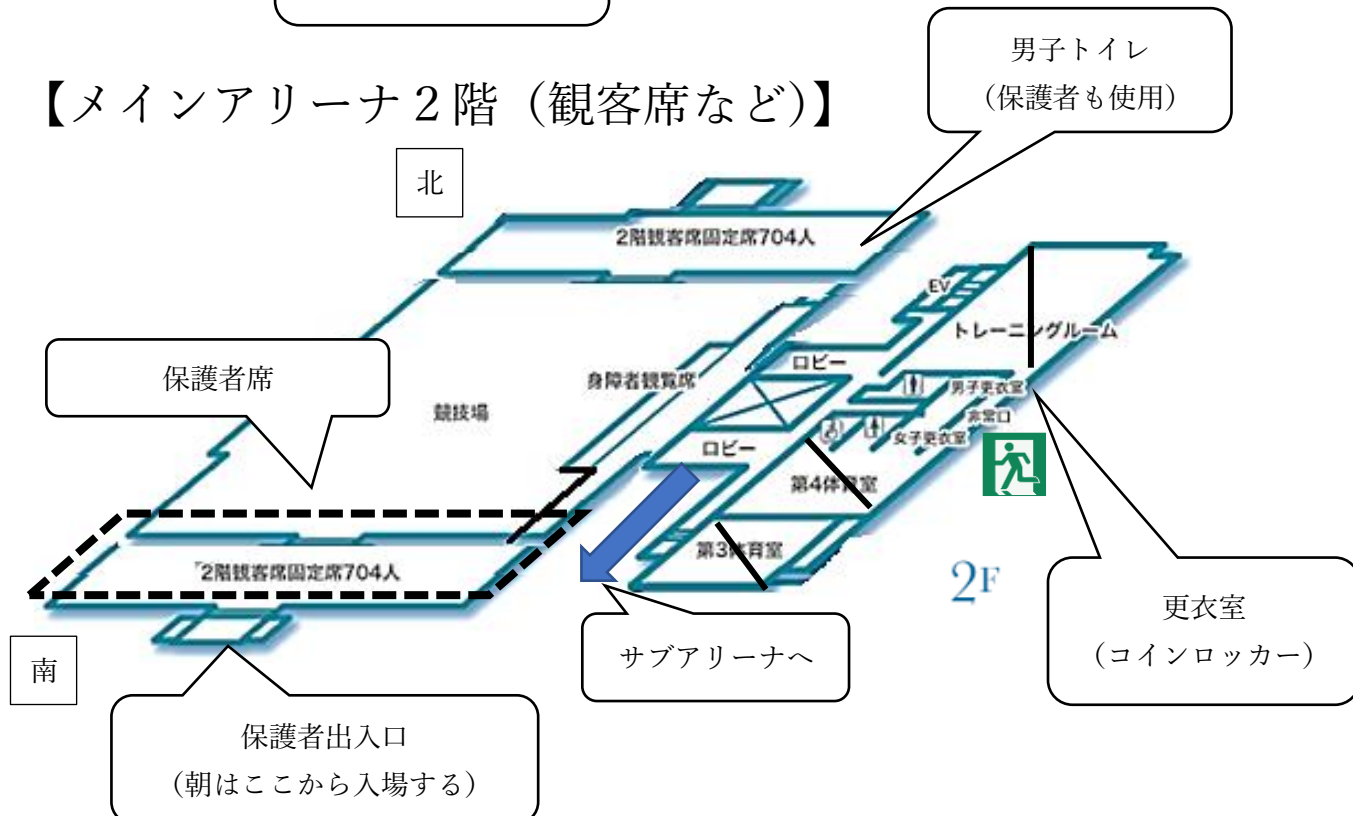 男子トイレ
(保護者も使用)
【メインアリーナ２階（観客席など）】
北
2階観客席固定席704人
EV
トレーニングルーム
保護者席
ロビー
身障者観覧席
男子更衣室
競技場
非常口
女子更衣室
ロビー
第4体育室
第3体育室
2階観客席固定席704人
2F
更衣室
（コインロッカー）
サブアリーナへ
南
保護者出入口
（朝はここから入場する）